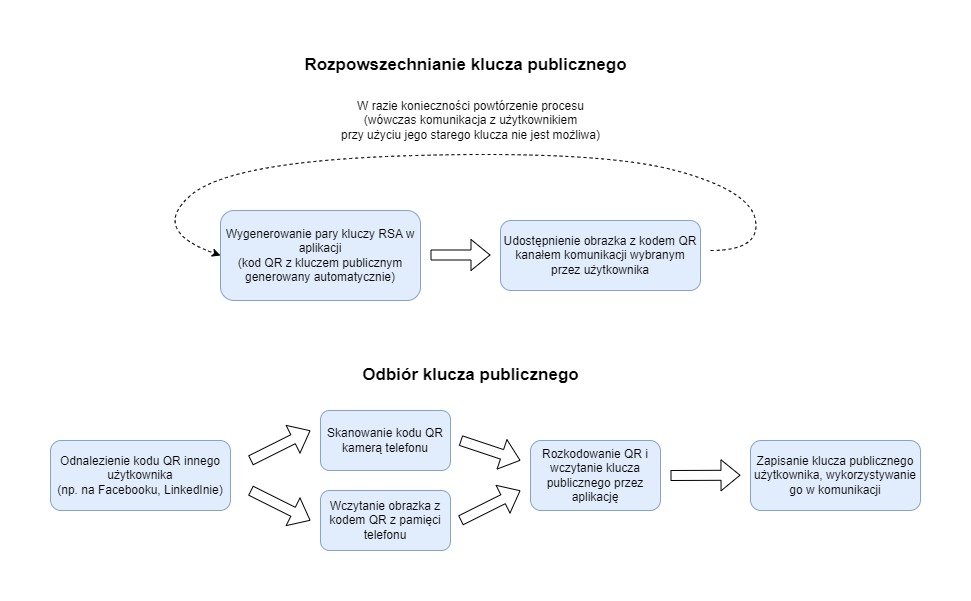 Rozpowszechnianie klucza publicznego
W razie konieczności powtórzenie procesu
(wówczas komunikacja z użytkownikiem
przy użyciu jego starego klucza nie jest możliwa)
Wygenerowanie pary kluczy RSA w
aplikacji
(kod QR z kluczem publicznym
generowany automatycznie)
Udostępnienie obrazka z kodem QR
kanałem komunikacji wybranym
przez użytkownika
Odbiór klucza publicznego
Odnalezienie kodu QR innego
użytkownika
(np. na Facebooku, LinkedInie)
Skanowanie kodu QR
kamerą telefonu
Wczytanie obrazka z
kodem QR z pamięci
telefonu
Rozkodowanie QR i
wczytanie klucza
publicznego przez
aplikację
Zapisanie klucza publicznego
użytkownika, wykorzystywanie
go w komunikacji